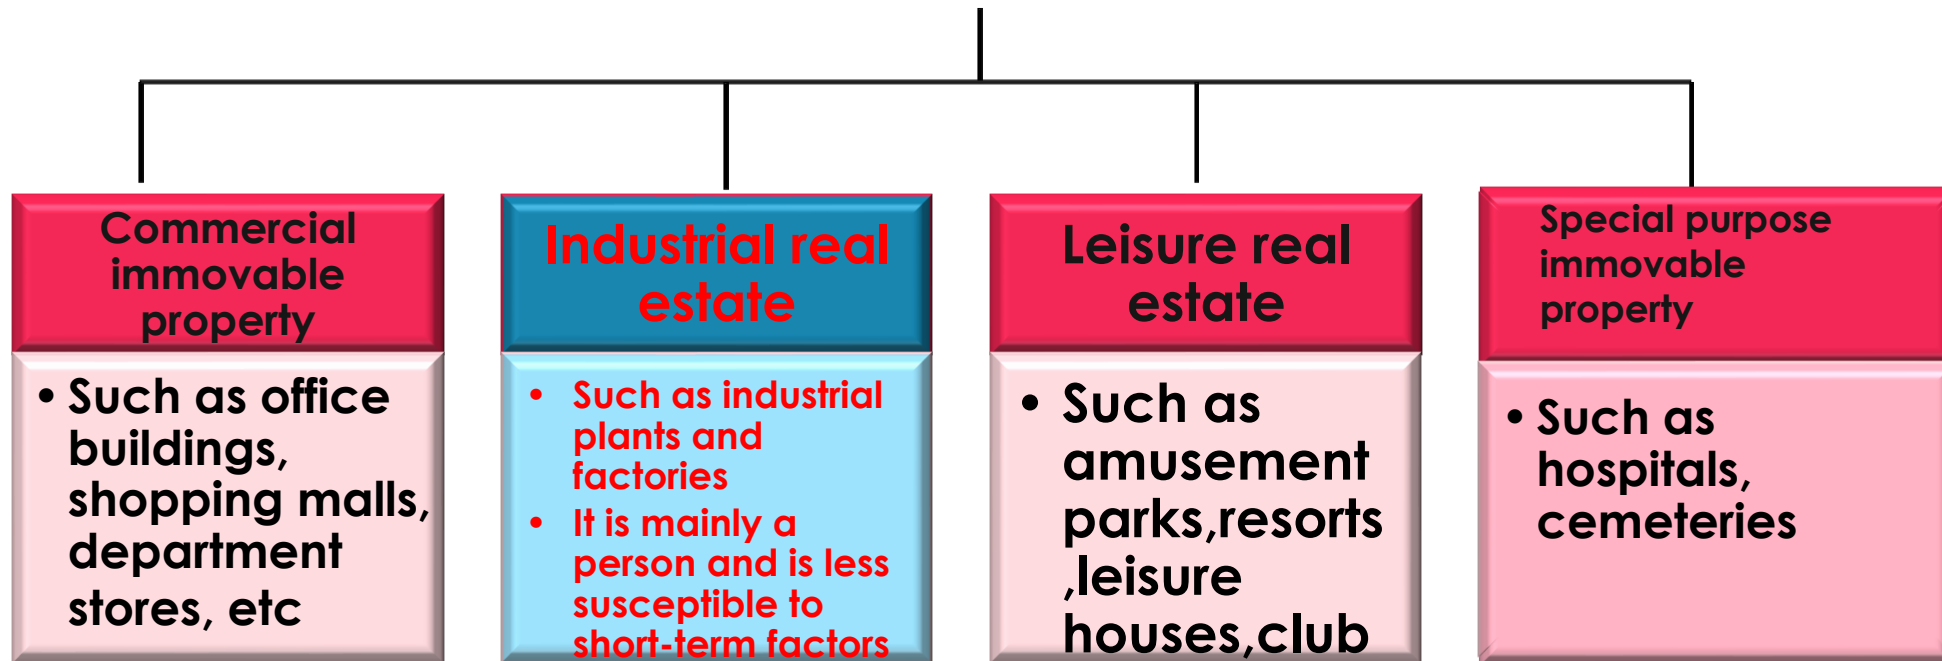 Commercial
immovable
property
• Such as office
buildings,
shopping malls,
department
stores, etc
Industrial real
estate
• Such as industrial
plants and
factories
• It is mainly a
person and is less
susceptible to
short-term factors
Leisure real
estate
• Such as
amusement
parks,resorts
,leisure
houses,club
Special purpose
immovable
property
• Such as
hospitals,
cemeteries